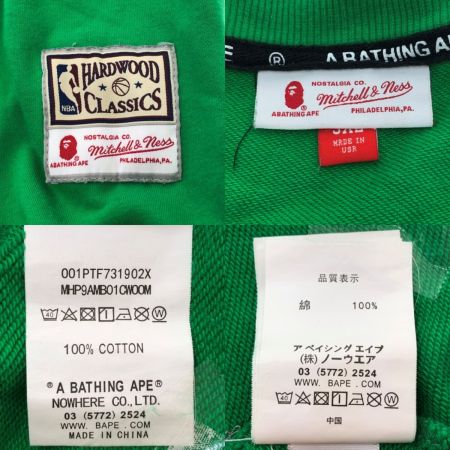 NBA
HARDWOOD
CLASSICS
A BATHING APE
NOSTALGIA CO.
Mitchell & Ness
PHILADELPHIA, PA.
® A BATHING APE
A BATHING APE
NOSTALGIA CO.
Mitchell & Ness
PHILADELPHIA, PA.
MADE IN
USR
001PTF731902X
MHP9AMB01CWOOM
40
100% COTTON
® A BATHING APE®
NOWHERE CO., LTD.
03 (5772) 2524
WWW. BAPE. COM
MADE IN CHINA
品質表示
綿 100%
ア ベイシング エイプ
(株) ノーウエア
03 (5772) 2524
WWW. BAPE. COM
40
中国